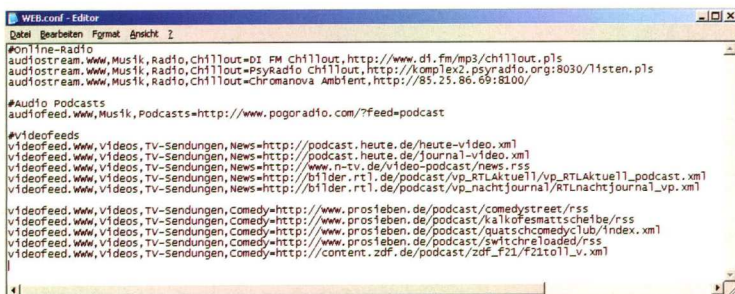 WEB.conf - Editor
Datei Bearbeiten Format Ansicht ?
#Online-Radio
audiostream.WWW,Musik,Radio,Chillout=DI FM Chillout,http://www.di.fm/mp3/chillout.pls
audiostream.WWW,Musik,Radio,Chillout=PsyRadio Chillout,http://komplex2.psyradio.org:8030/listen.pls
audiostream.WWW,Musik,Radio,Chillout=Chromanova Ambient,http://85.25.86.69:8100/
#Audio Podcasts
audiofeed.WWW,Musik,Podcasts=http://www.pogoradio.com/?feed=podcast
#Videofeeds
videofeed.WWW,Videos,TV-Sendungen,News=http://podcast.heute.de/heute-video.xml
videofeed.WWW,Videos,TV-Sendungen,News=http://podcast.heute.de/journal-video.xml
videofeed.WWW,Videos,TV-Sendungen,News=http://www.n-tv.de/video-podcast/news.rss
videofeed.WWW,Videos,TV-Sendungen,News=http://bilder.rtl.de/podcast/vp_RTLAktuell/vp_RTLAktuell_podcast.xml
videofeed.WWW,Videos,TV-Sendungen,News=http://bilder.rtl.de/podcast/vp_nachtjournal/RTLnachtjournal_vp.xml
videofeed.WWW,Videos,TV-Sendungen,Comedy=http://www.prosieben.de/podcast/comedystreet/rss
videofeed.WWW,Videos,TV-Sendungen,Comedy=http://www.prosieben.de/podcast/kalkofesmattscheibe/rss
videofeed.WWW,Videos,TV-Sendungen,Comedy=http://www.prosieben.de/podcast/quatschcomedyclub/index.xml
videofeed.WWW,Videos,TV-Sendungen,Comedy=http://www.prosieben.de/podcast/switchreloaded/rss
videofeed.WWW,Videos,TV-Sendungen,Comedy=http://content.zdf.de/podcast/zdf_f21/f21toll_v.xml